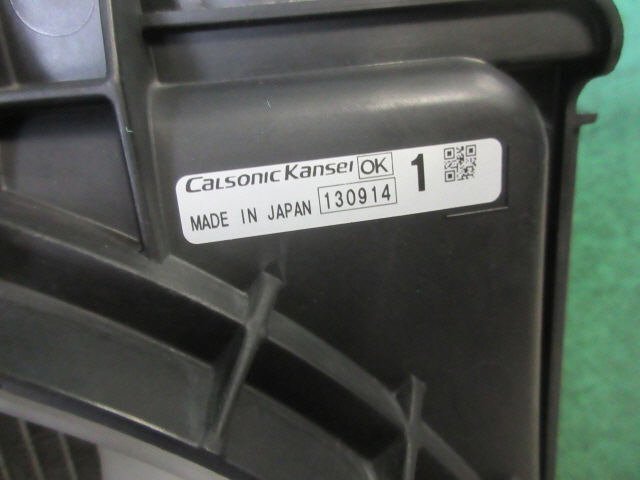 CalsonicKansei OK 1
MADE IN JAPAN 130914